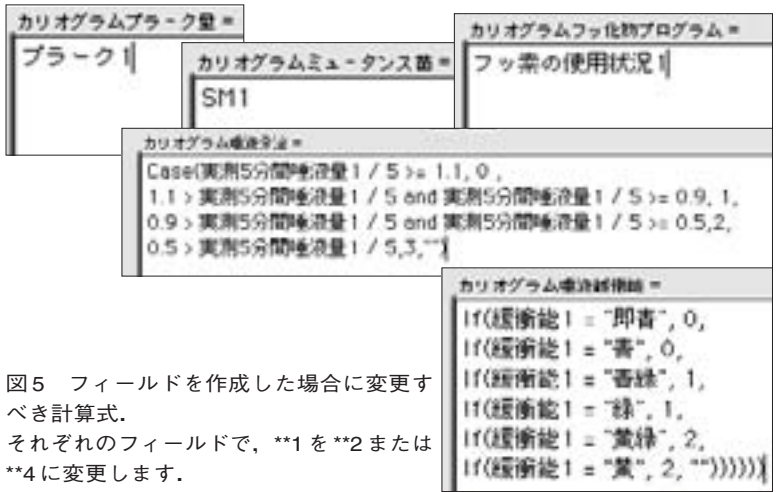 カリオグラムプラーク量 =
プラーク1
カリオグラムミュータンス菌 =
SM1
カリオグラムフッ化物プログラム =
フッ素の使用状況1
カリオグラム唾液分泌 =
Case(実測5分間唾液量1 / 5 >= 1.1, 0 ,
1.1 > 実測5分間唾液量1 / 5 and 実測5分間唾液量1 / 5 >= 0.9, 1,
0.9 > 実測5分間唾液量1 / 5 and 実測5分間唾液量1 / 5 >= 0.5,2,
0.5 > 実測5分間唾液量1 / 5,3,"")
カリオグラム唾液緩衝能 =
If(緩衝能1 = "即青", 0,
If(緩衝能1 = "青", 0,
If(緩衝能1 = "青緑", 1,
If(緩衝能1 = "緑", 1,
If(緩衝能1 = "黄緑", 2,
If(緩衝能1 = "黄", 2, ""))))))
図5 フィールドを作成した場合に変更す
べき計算式.
それぞれのフィールドで,**1を**2または
**4に変更します.